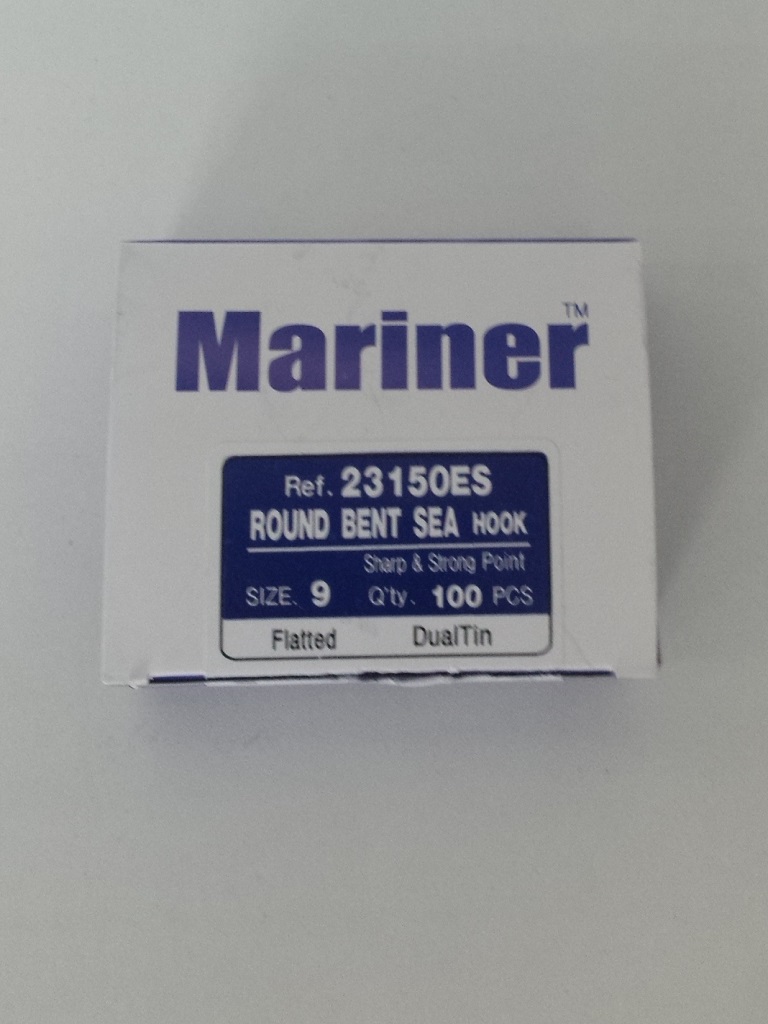 Mariner™
Ref. 23150ES
ROUND BENT SEA HOOK
Sharp & Strong Point
SIZE. 9 Q'ty. 100 PCS
Flatted DualTin